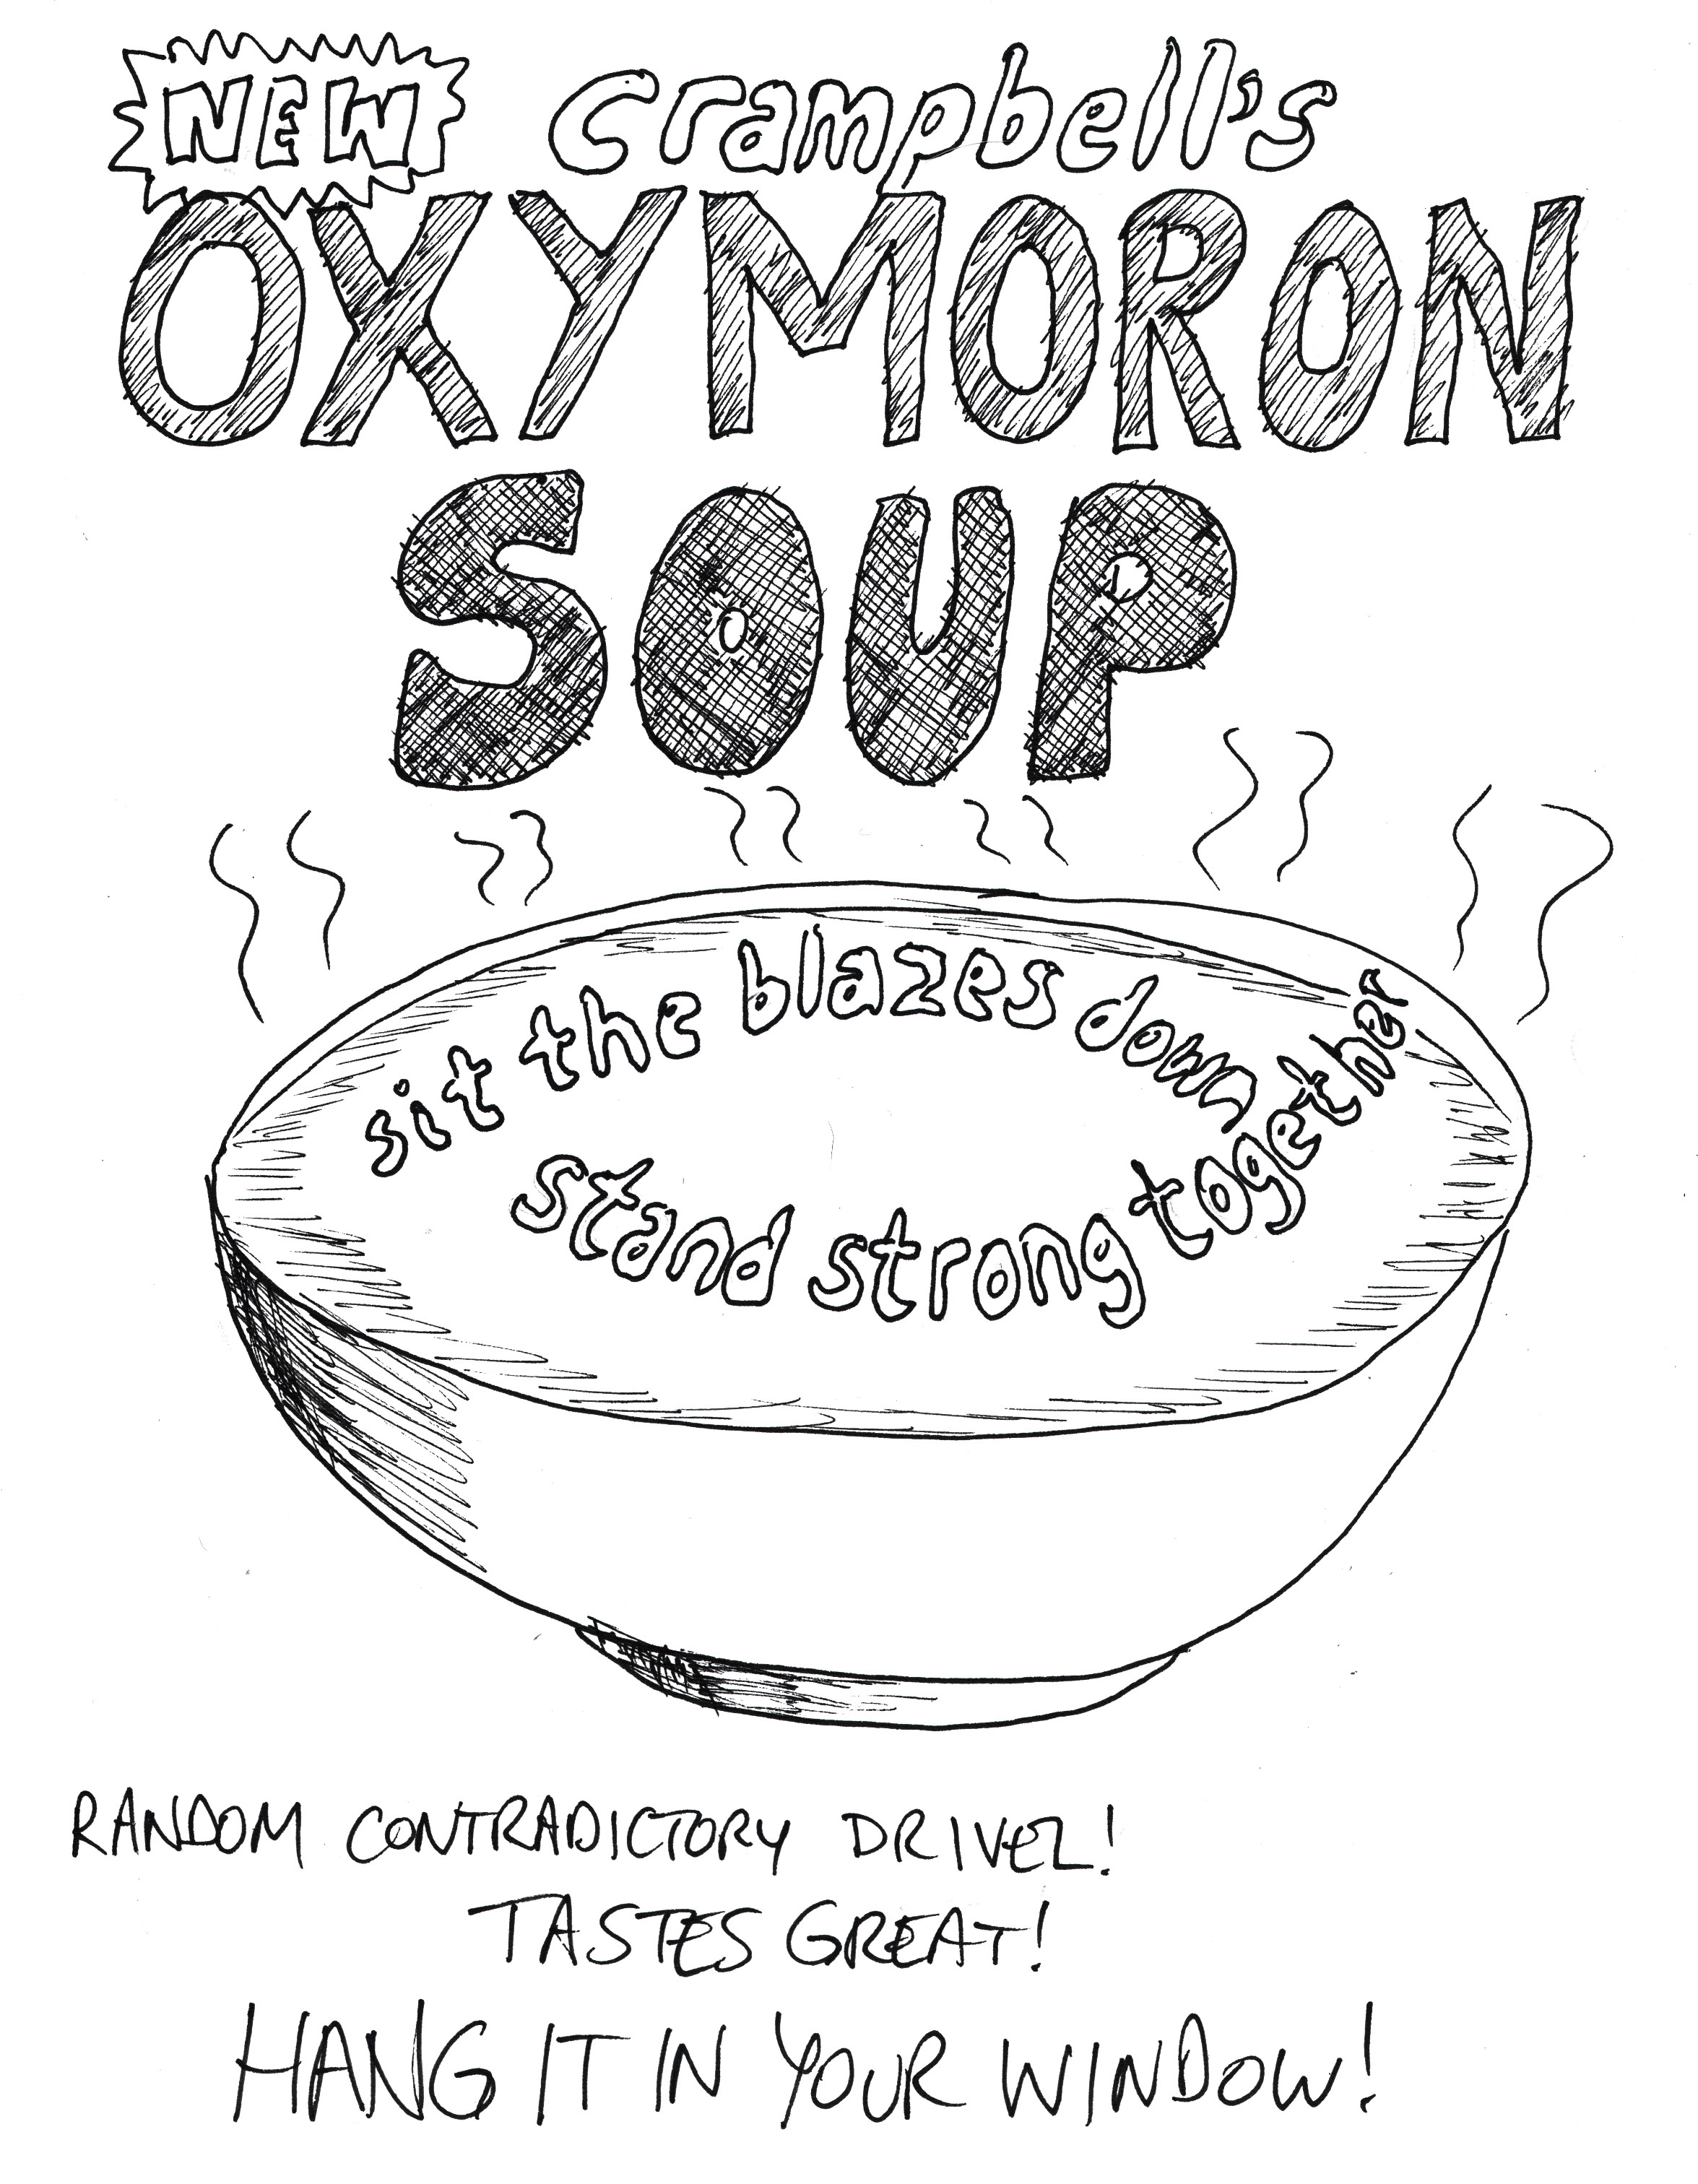 NEW crampbell's
OXYMORON
SOUP
sit the blazes down
stand strong together
RANDOM CONTRADICTORY DRIVEL!
TASTES GREAT!
HANG IT IN YOUR WINDOW!